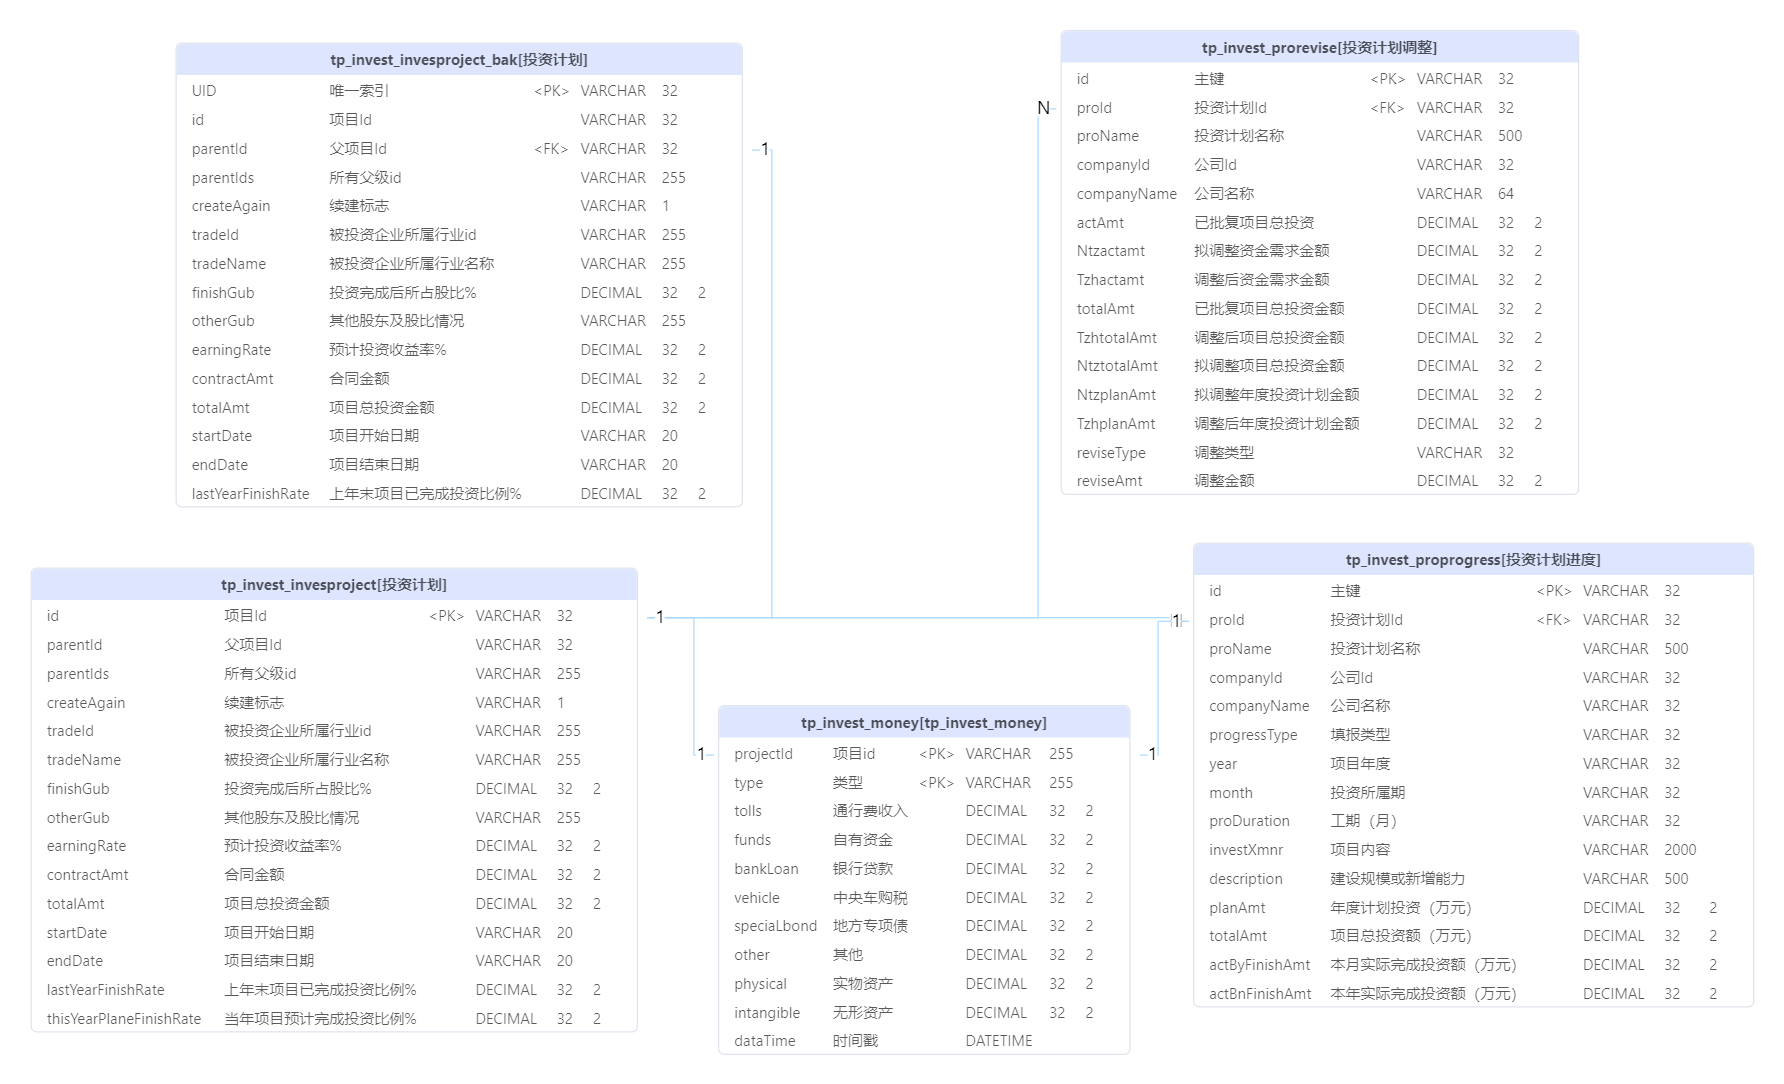 tp_invest_invesproject_bak[投资计划]
UID 唯一索引 <PK> VARCHAR 32
id 项目Id VARCHAR 32
parentId 父项目Id <FK> VARCHAR 32
parentIds 所有父级id VARCHAR 255
createAgain 续建标志 VARCHAR 1
tradeId 被投资企业所属行业id VARCHAR 255
tradeName 被投资企业所属行业名称 VARCHAR 255
finishGub 投资完成后所占股比% DECIMAL 32 2
otherGub 其他股东及股比情况 VARCHAR 255
earningRate 预计投资收益率% DECIMAL 32 2
contractAmt 合同金额 DECIMAL 32 2
totalAmt 项目总投资金额 DECIMAL 32 2
startDate 项目开始日期 VARCHAR 20
endDate 项目结束日期 VARCHAR 20
lastYearFinishRate 上年末项目已完成投资比例% DECIMAL 32 2
1
tp_invest_prorevise[投资计划调整]
id 主键 <PK> VARCHAR 32
proId 投资计划Id <FK> VARCHAR 32
proName 投资计划名称 VARCHAR 500
companyId 公司Id VARCHAR 32
companyName 公司名称 VARCHAR 64
actAmt 已批复项目总投资 DECIMAL 32 2
Ntzactamt 拟调整资金需求金额 DECIMAL 32 2
Tzhactamt 调整后资金需求金额 DECIMAL 32 2
totalAmt 已批复项目总投资金额 DECIMAL 32 2
TzhtotalAmt 调整后项目总投资金额 DECIMAL 32 2
NtztotalAmt 拟调整项目总投资金额 DECIMAL 32 2
NtzplanAmt 拟调整年度投资计划金额 DECIMAL 32 2
TzhplanAmt 调整后年度投资计划金额 DECIMAL 32 2
reviseType 调整类型 VARCHAR 32
reviseAmt 调整金额 DECIMAL 32 2
N
tp_invest_invesproject[投资计划]
id 项目Id <PK> VARCHAR 32
parentId 父项目Id VARCHAR 32
parentIds 所有父级id VARCHAR 255
createAgain 续建标志 VARCHAR 1
tradeId 被投资企业所属行业id VARCHAR 255
tradeName 被投资企业所属行业名称 VARCHAR 255
finishGub 投资完成后所占股比% DECIMAL 32 2
otherGub 其他股东及股比情况 VARCHAR 255
earningRate 预计投资收益率% DECIMAL 32 2
contractAmt 合同金额 DECIMAL 32 2
totalAmt 项目总投资金额 DECIMAL 32 2
startDate 项目开始日期 VARCHAR 20
endDate 项目结束日期 VARCHAR 20
lastYearFinishRate 上年末项目已完成投资比例% DECIMAL 32 2
thisYearPlaneFinishRate 当年项目预计完成投资比例% DECIMAL 32 2
1
1
tp_invest_money[tp_invest_money]
projectId 项目id <PK> VARCHAR 255
type 类型 <PK> VARCHAR 255
tolls 通行费收入 DECIMAL 32 2
funds 自有资金 DECIMAL 32 2
bankLoan 银行贷款 DECIMAL 32 2
vehicle 中央车购税 DECIMAL 32 2
speciaLbond 地方专项债 DECIMAL 32 2
other 其他 DECIMAL 32 2
physical 实物资产 DECIMAL 32 2
intangible 无形资产 DECIMAL 32 2
dataTime 时间戳 DATETIME
1
1
tp_invest_proprogress[投资计划进度]
id 主键 <PK> VARCHAR 32
proId 投资计划Id <FK> VARCHAR 32
proName 投资计划名称 VARCHAR 500
companyId 公司Id VARCHAR 32
companyName 公司名称 VARCHAR 32
progressType 填报类型 VARCHAR 32
year 项目年度 VARCHAR 32
month 投资所属期 VARCHAR 32
proDuration 工期（月） VARCHAR 32
investXmnr 项目内容 VARCHAR 2000
description 建设规模或新增能力 VARCHAR 500
planAmt 年度计划投资（万元） DECIMAL 32 2
totalAmt 项目总投资额（万元） DECIMAL 32 2
actByFinishAmt 本月实际完成投资额（万元） DECIMAL 32 2
actBnFinishAmt 本年实际完成投资额（万元） DECIMAL 32 2